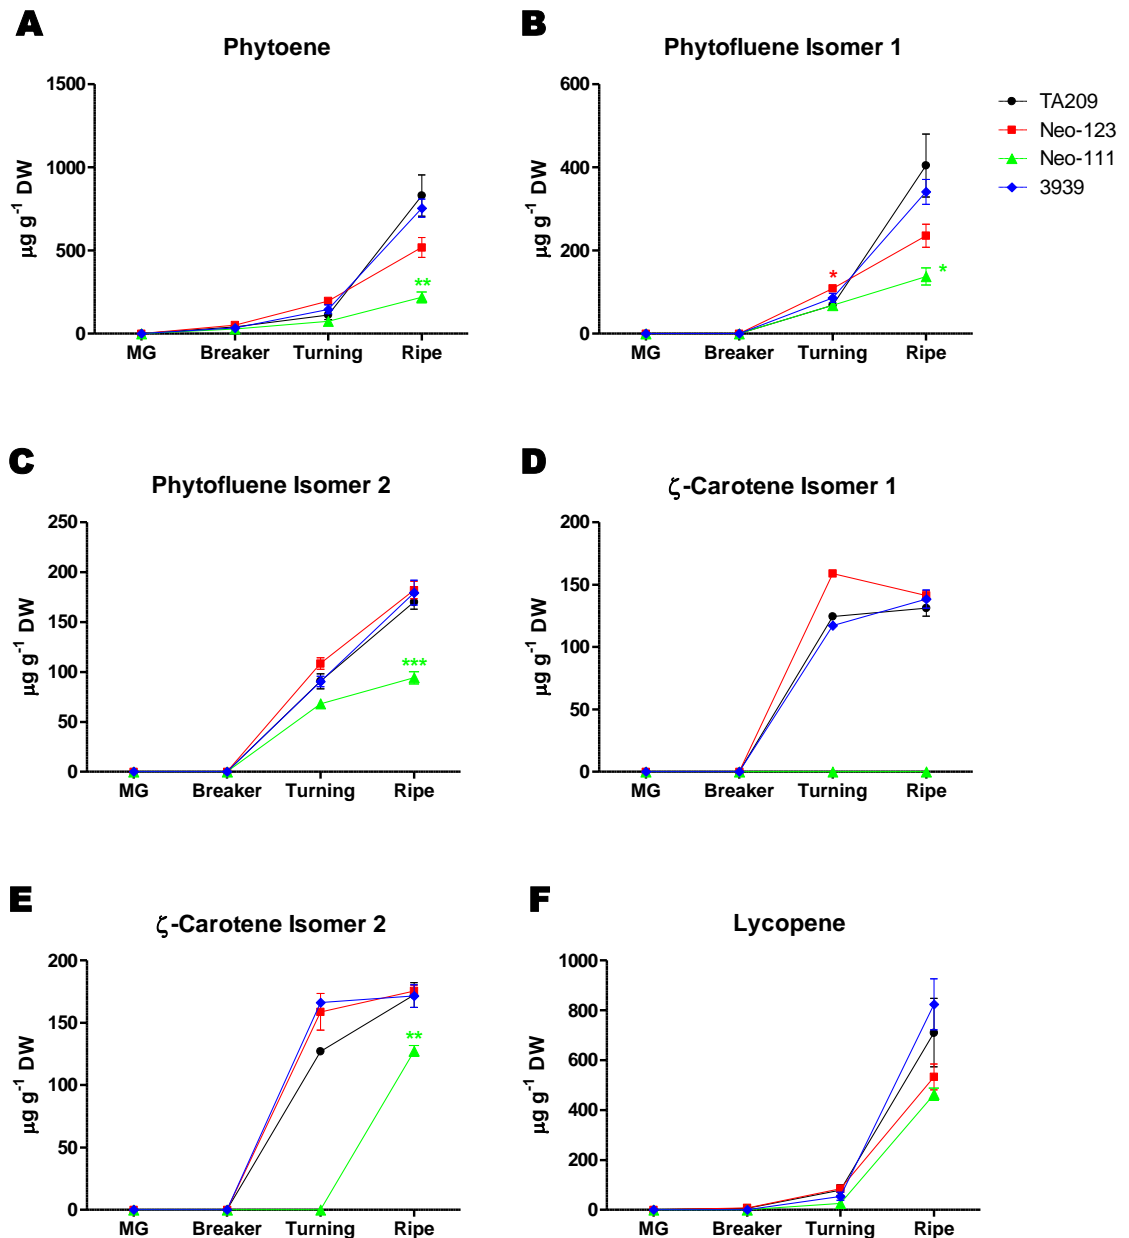 A
Phytoene
1500
1000
500
0
µg g⁻¹ DW
**
MG Breaker Turning Ripe
B
Phytofluene Isomer 1
600
400
200
0
µg g⁻¹ DW
*
*
MG Breaker Turning Ripe
TA209
Neo-123
Neo-111
3939
C
Phytofluene Isomer 2
250
200
150
100
50
0
µg g⁻¹ DW
***
MG Breaker Turning Ripe
D
ζ-Carotene Isomer 1
200
150
100
50
0
µg g⁻¹ DW
MG Breaker Turning Ripe
E
ζ-Carotene Isomer 2
200
150
100
50
0
µg g⁻¹ DW
**
MG Breaker Turning Ripe
F
Lycopene
1000
800
600
400
200
0
µg g⁻¹ DW
MG Breaker Turning Ripe